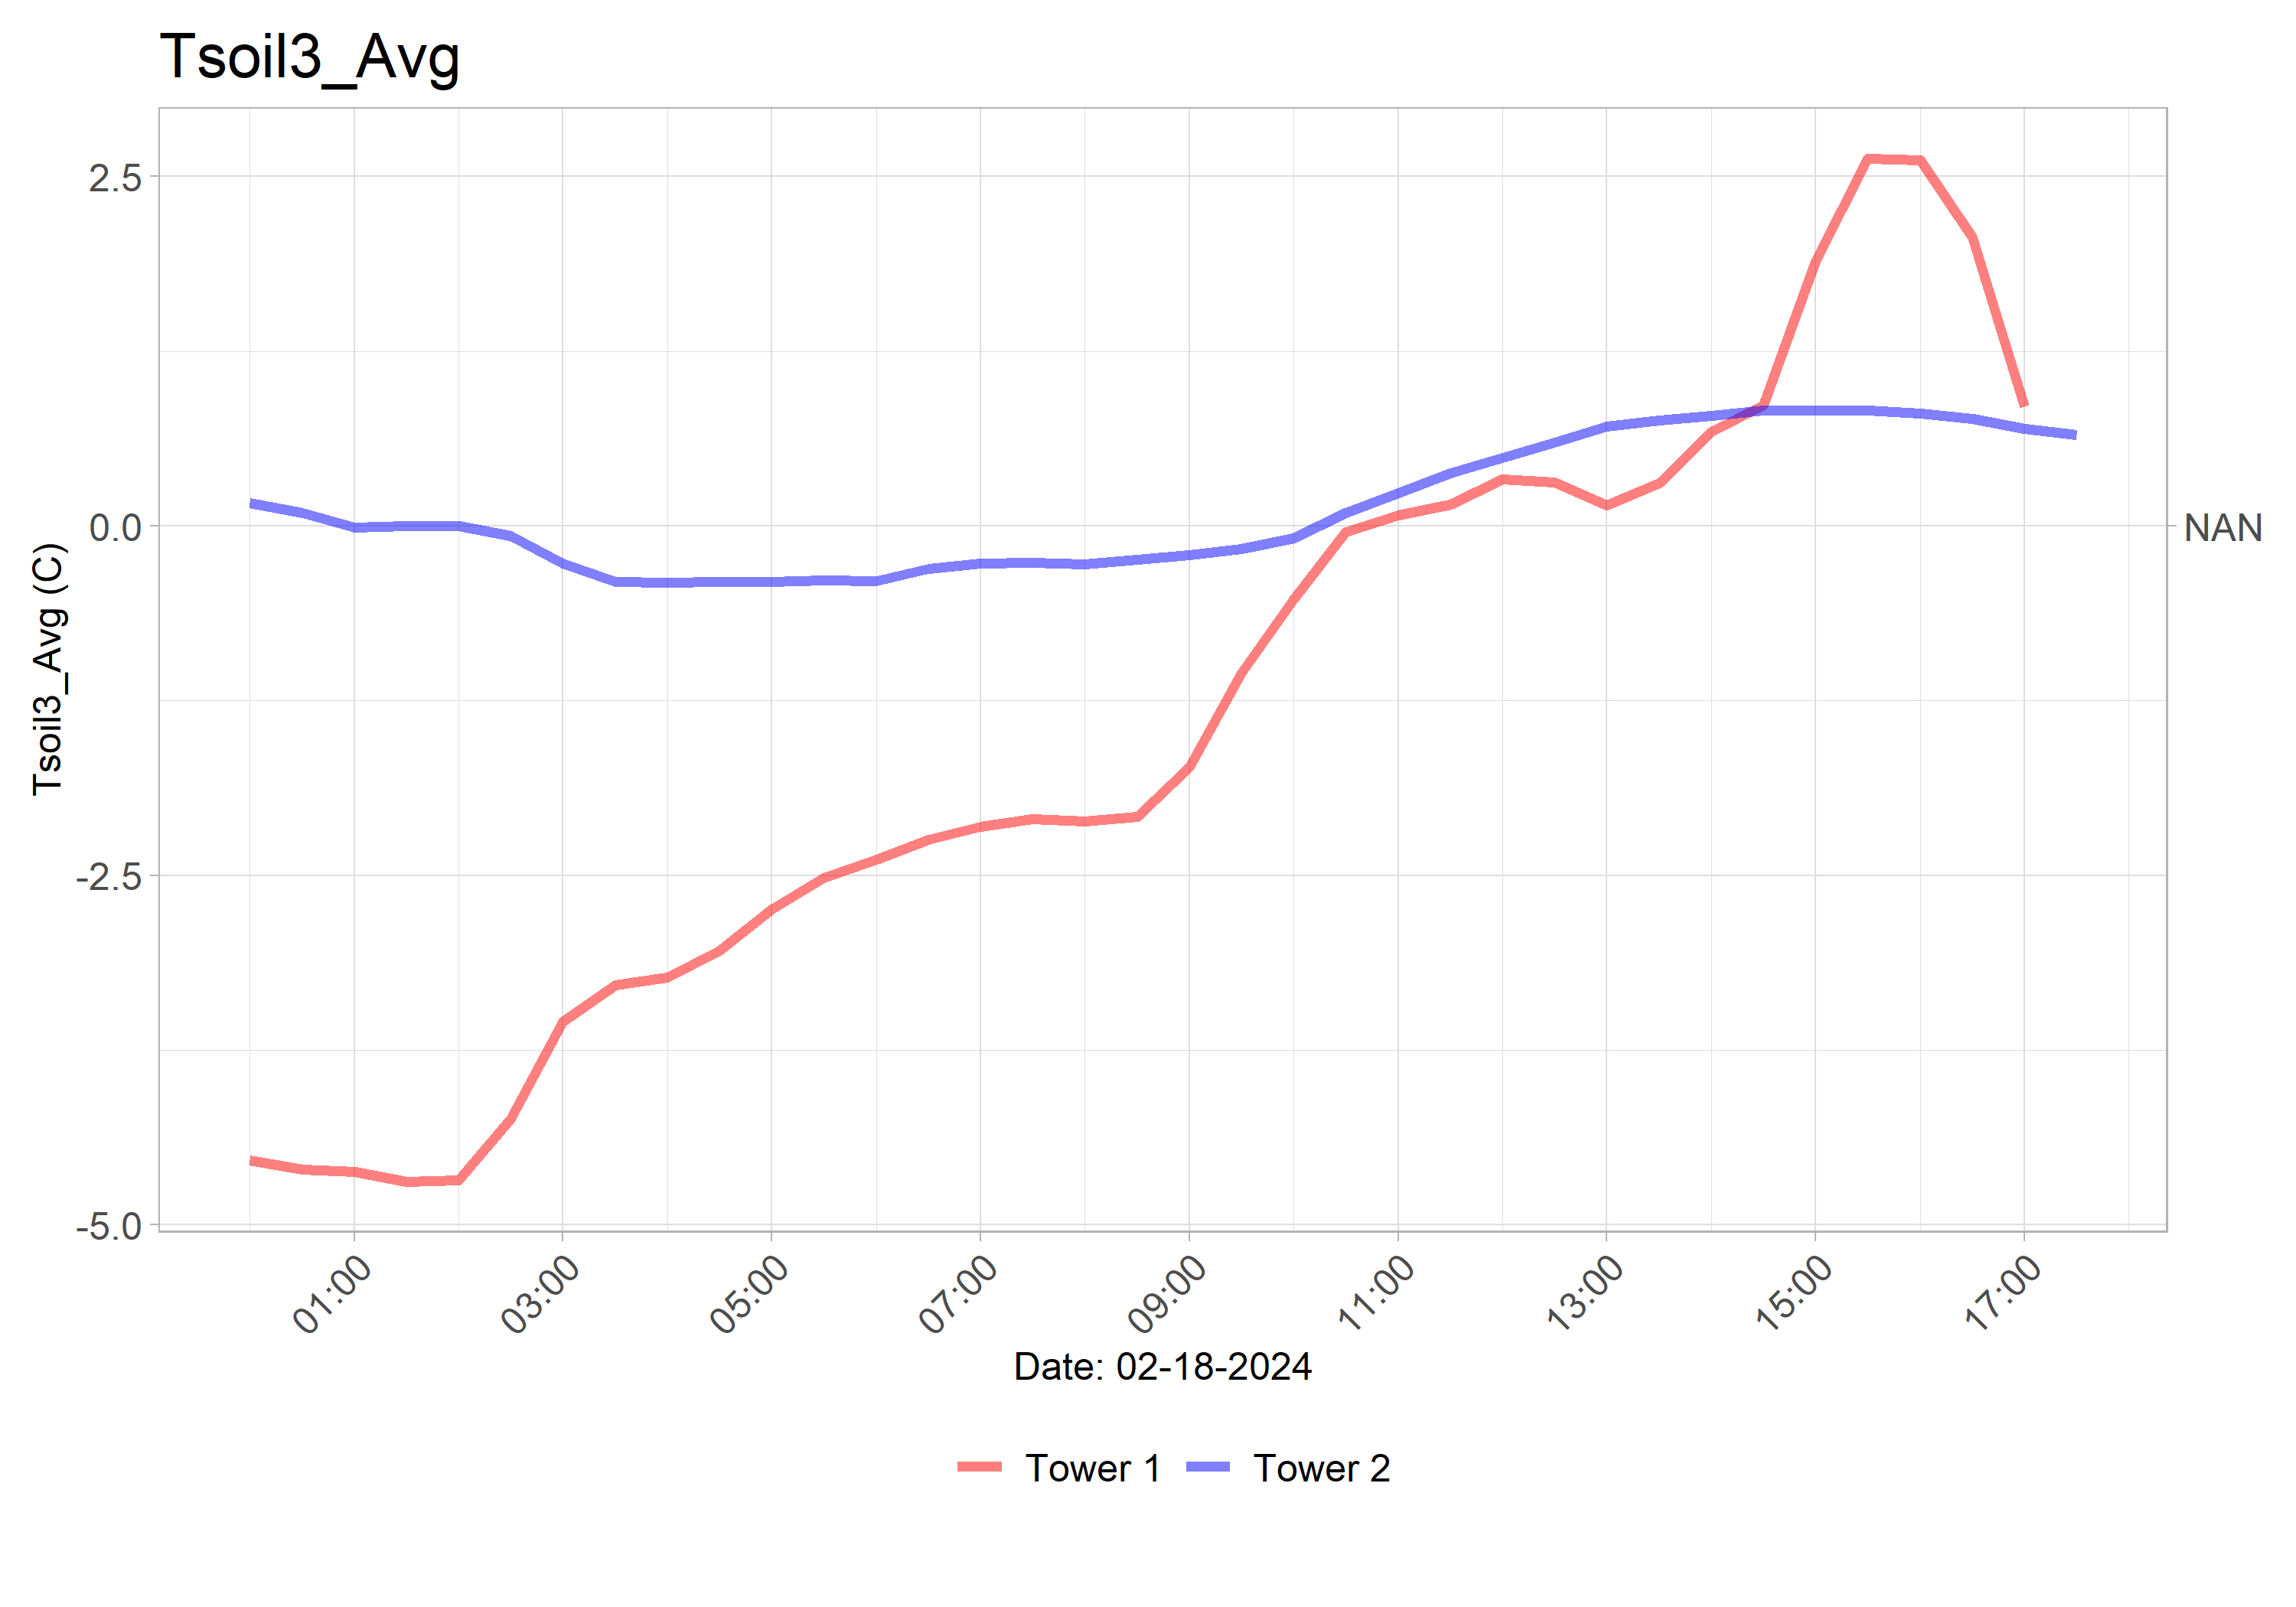 Tsoil3_Avg
Tsoil3_Avg (C)
2.5
0.0
-2.5
-5.0
NAN
01:00
03:00
05:00
07:00
09:00
11:00
13:00
15:00
17:00
Date: 02-18-2024
Tower 1
Tower 2